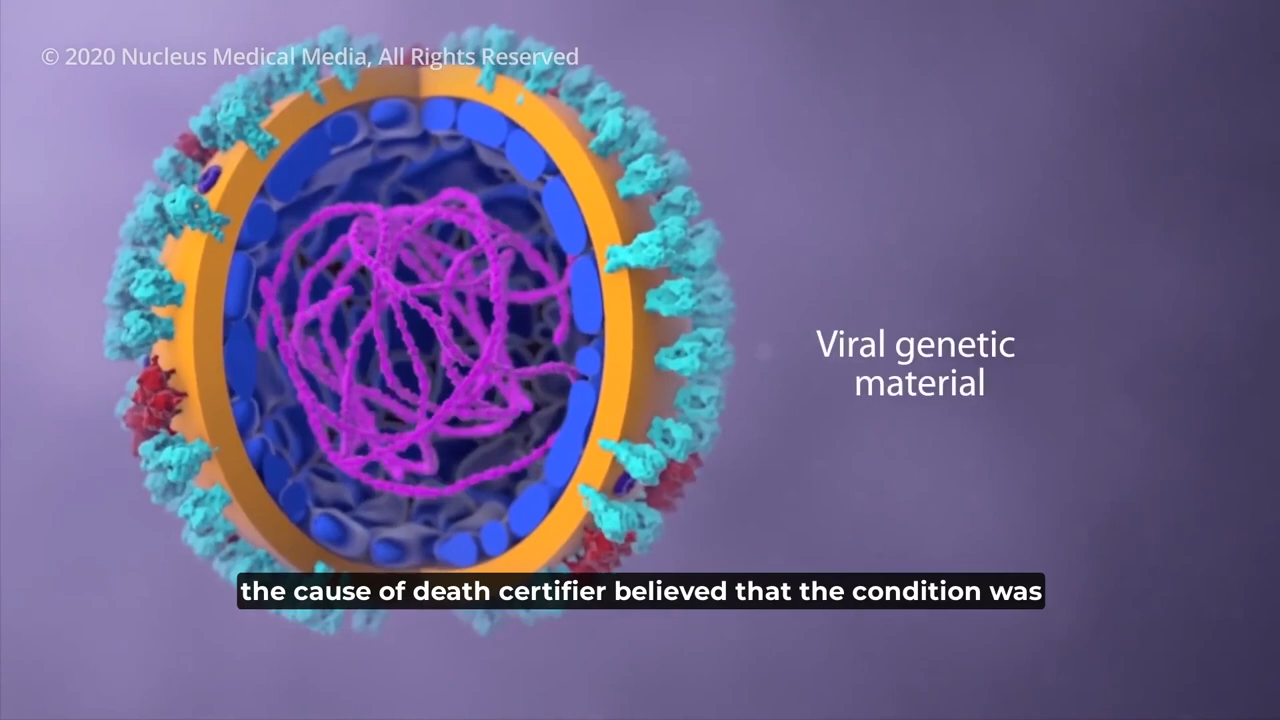 © 2020 Nucleus Medical Media, All Rights Reserved
Viral genetic
material
the cause of death certifier believed that the condition was